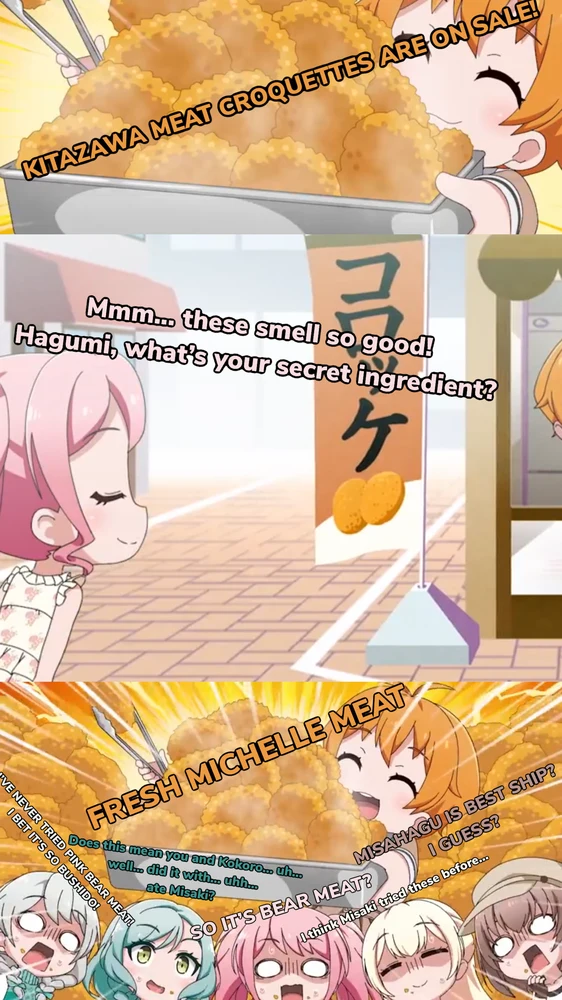 KITAZAWA MEAT CROQUETTES ARE ON SALE!
Mmm... these smell so good!
Hagumi, what's your secret ingredient?
コロッケ
FRESH MICHELLE MEAT
I'VE NEVER TRIED PINK BEAR MEAT!
I BET IT'S SO BUSHIDO!
Does this mean you and Kokoro... uh...
well... did it with... uhh...
ate Misaki?
SO IT'S BEAR MEAT?
I think Misaki tried these before...
MISAHAGU IS BEST SHIP?
I GUESS?